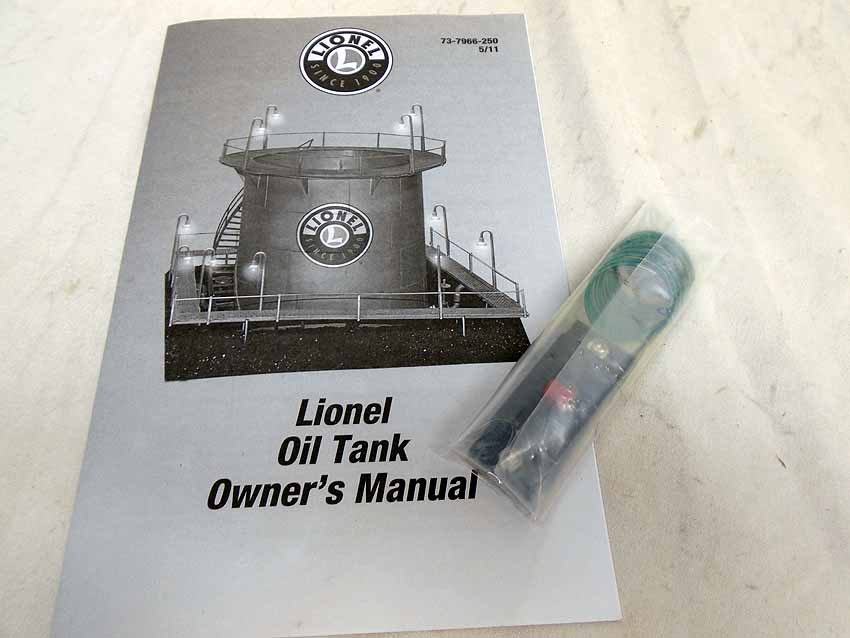 LIONEL
L
SINCE 1900
®
73-7966-250
5/11
LIONEL
L
SINCE 1900
Lionel
Oil Tank
Owner's Manual